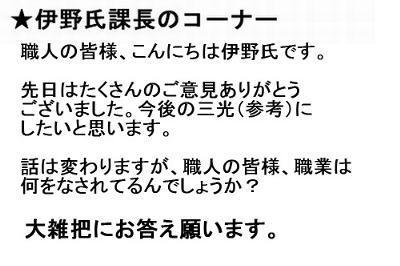 ★伊野氏課長のコーナー
職人の皆様、こんにちは伊野氏です。
先日はたくさんのご意見ありがとう
ございました。今後の三光（参考）に
したいと思います。
話は変わりますが、職人の皆様、職業は
何をなされてるんでしょうか？
大雑把にお答え願います。